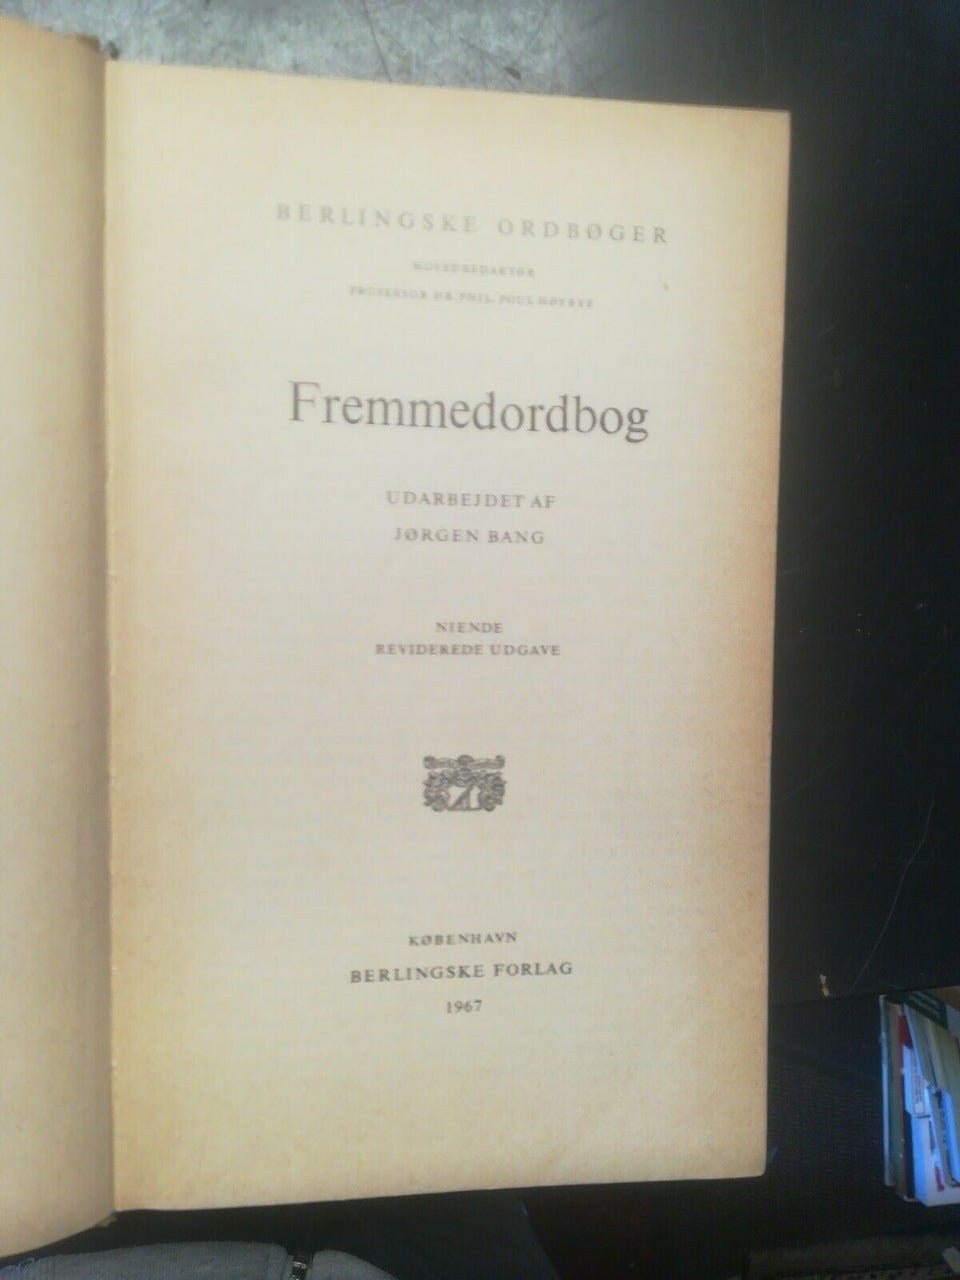 BERLINGSKE ORDBØGER
HOVEDREDAKTØR
PROFESSOR DR. PHIL. POUL HØYBYE
Fremmedordbog
UDARBEJDET AF
JØRGEN BANG
NIENDE
REVIDEREDE UDGAVE
KØBENHAVN
BERLINGSKE FORLAG
1967